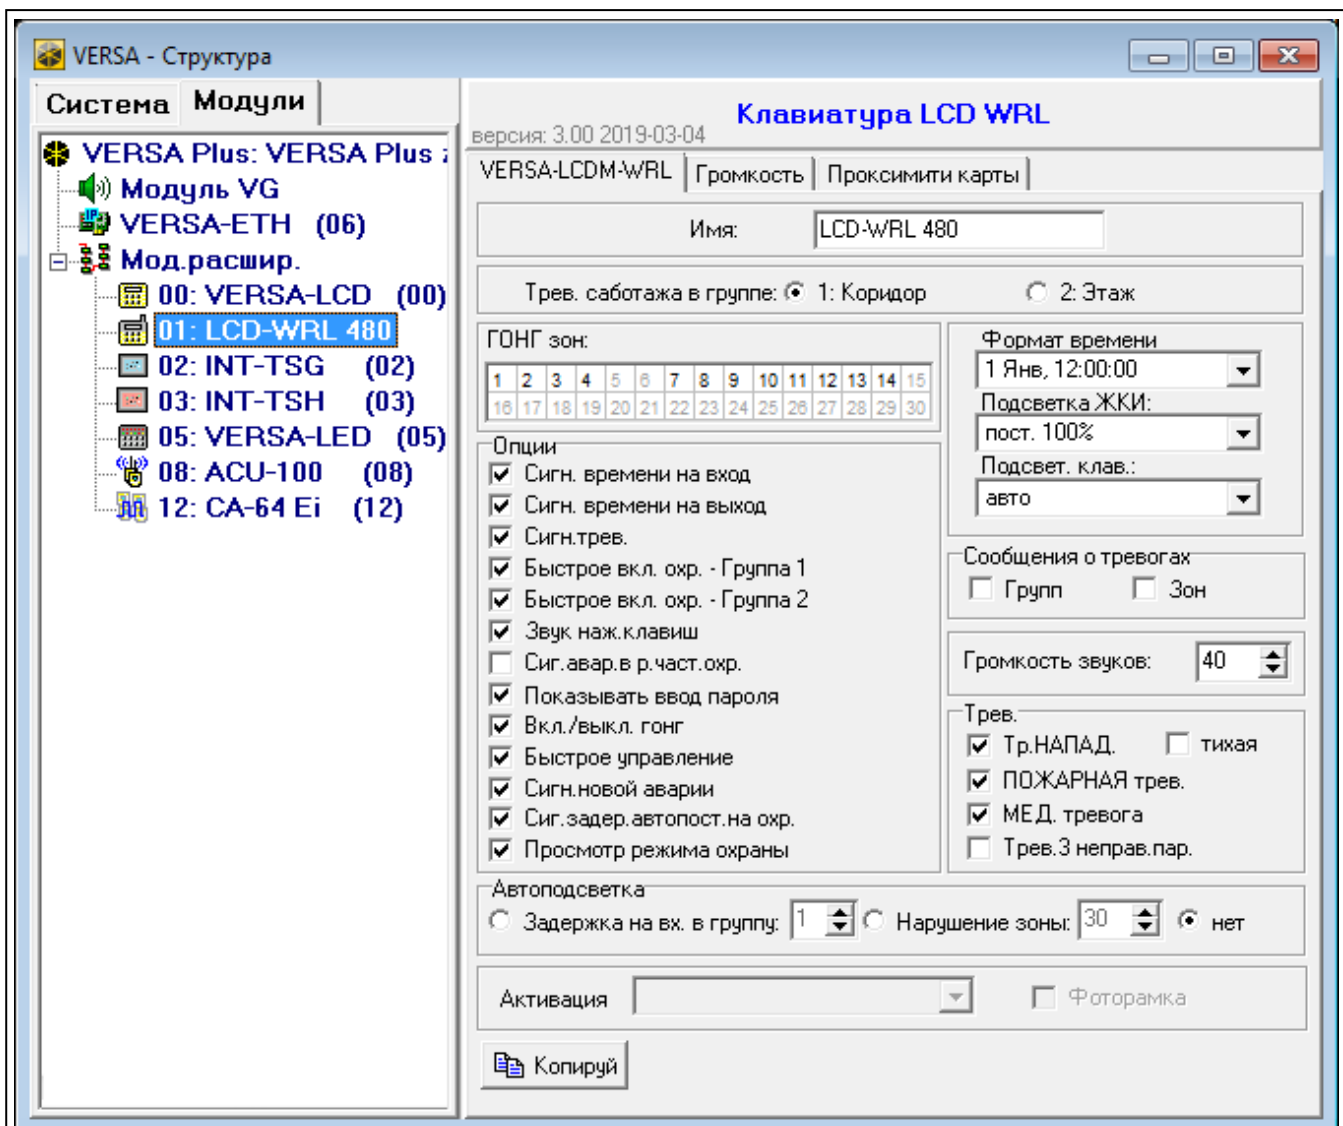 VERSA - Структура
Система Модули
VERSA Plus: VERSA Plus z
Модуль VG
VERSA-ETH (06)
Мод.расшир.
00: VERSA-LCD (00)
01: LCD-WRL 480
02: INT-TSG (02)
03: INT-TSH (03)
05: VERSA-LED (05)
08: ACU-100 (08)
12: CA-64 Ei (12)
Клавиатура LCD WRL
версия: 3.00 2019-03-04
VERSA-LCDM-WRL Громкость Проксимити карты
Имя: LCD-WRL 480
Трев. саботажа в группе: 1: Коридор 2: Этаж
ГОНГ зон:
1 2 3 4 5 6 7 8 9 10 11 12 13 14 15
16 17 18 19 20 21 22 23 24 25 26 27 28 29 30
Опции
Сигн. времени на вход
Сигн. времени на выход
Сигн.трев.
Быстрое вкл. охр. - Группа 1
Быстрое вкл. охр. - Группа 2
Звук наж.клавиш
Сиг.авар.в р.част.охр.
Показывать ввод пароля
Вкл./выкл. гонг
Быстрое управление
Сигн.новой аварии
Сиг.задер.автопост.на охр.
Просмотр режима охраны
Формат времени
1 Янв, 12:00:00
Подсветка ЖКИ:
пост. 100%
Подсвет. клав.:
авто
Сообщения о тревогах
Групп Зон
Громкость звуков: 40
Трев.
Тр.НАПАД. тихая
ПОЖАРНАЯ трев.
МЕД. тревога
Трев.3 неправ.пар.
Автоподсветка
Задержка на вх. в группу: 1 Нарушение зоны: 30 нет
Активация Фоторамка
Копируй